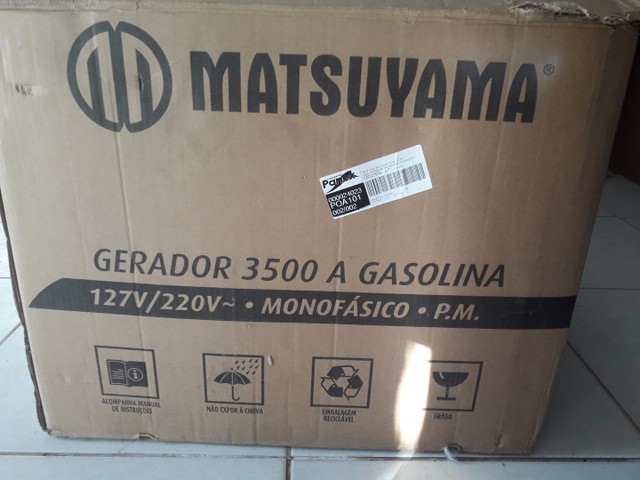 MATSUYAMA®
000024023
POA101
002/002
GERADOR 3500 A GASOLINA
127V/220V~ • MONOFÁSICO • P.M.
ACOMPANHA MANUAL
DE INSTRUÇÕES
NÃO EXPOR À CHUVA
EMBALAGEM
RECICLÁVEL
FRÁGIL